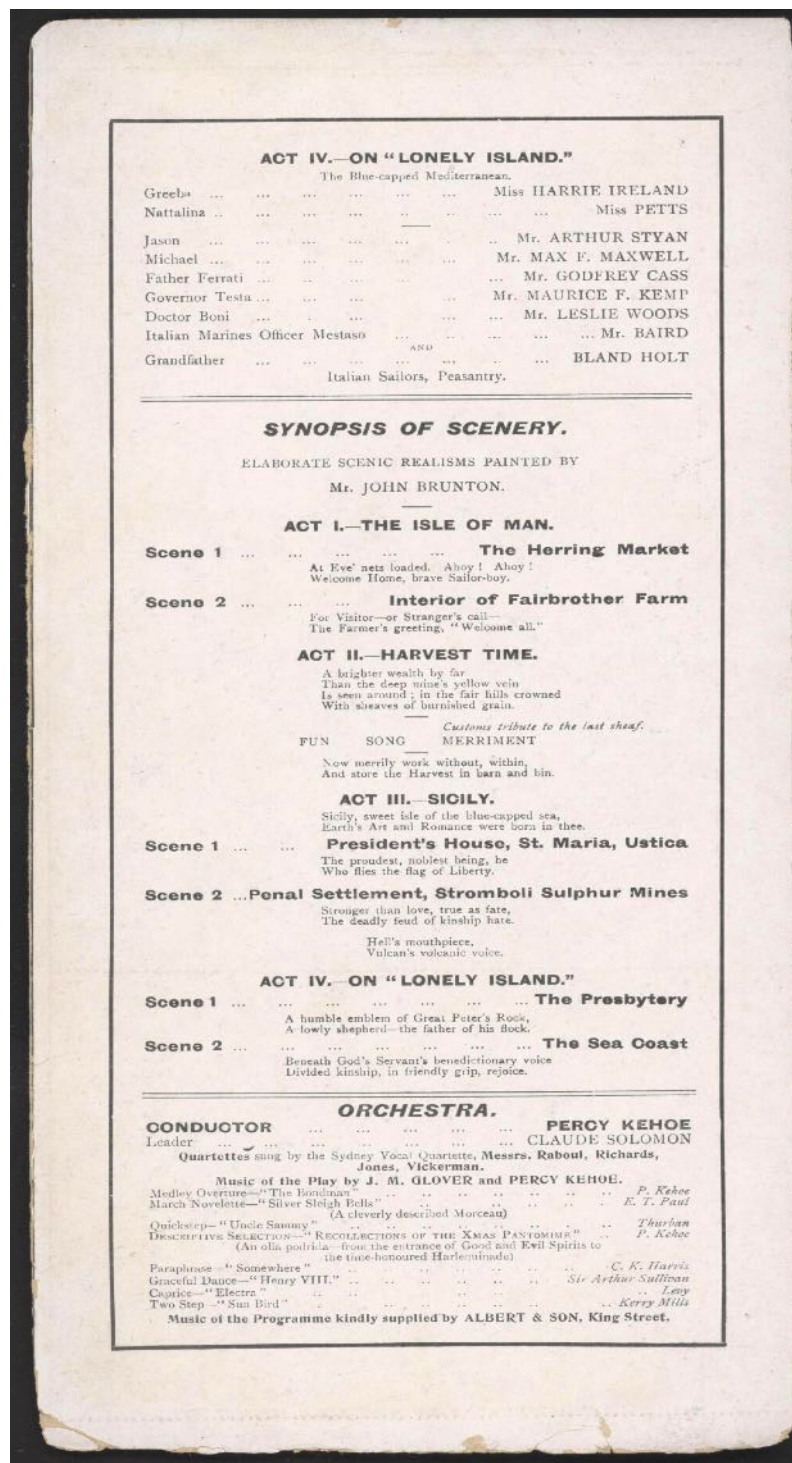 ACT IV.—ON "LONELY ISLAND."
The Blue-capped Mediterranean.
Greeba ... ... ... ... ... ... Miss HARRIE IRELAND
Nattalina .. ... ... .. .. ... ... Miss PETTS
Jason ... ... ... ... . .. Mr. ARTHUR STYAN
Michael ... ... ... ... ... Mr. MAX F. MAXWELL
Father Ferrati ... .. ... ... ... Mr. GODFREY CASS
Governor Testa ... ... ... ... Mr. MAURICE F. KEMP
Doctor Boni ... . ... ... ... Mr. LESLIE WOODS
Italian Marines Officer Mestaso ... .. ... ... ... Mr. BAIRD
AND
Grandfather ... ... ... ... ... .. ... BLAND HOLT
Italian Sailors, Peasantry.
SYNOPSIS OF SCENERY.
ELABORATE SCENIC REALISMS PAINTED BY
Mr. JOHN BRUNTON.
ACT I.—THE ISLE OF MAN.
Scene 1 ... ... ... ... ... The Herring Market
At Eve' nets loaded. Ahoy! Ahoy!
Welcome Home, brave Sailor-boy.
Scene 2 ... ... ... Interior of Fairbrother Farm
For Visitor—or Stranger's call—
The Farmer's greeting, "Welcome all."
ACT II.—HARVEST TIME.
A brighter wealth by far
Than the deep mine's yellow vein
Is seen around; in the fair hills crowned
With sheaves of burnished grain.
Customs tribute to the last sheaf.
FUN SONG MERRIMENT
Now merrily work without, within,
And store the Harvest in barn and bin.
ACT III.—SICILY.
Sicily, sweet isle of the blue-capped sea,
Earth's Art and Romance were born in thee.
Scene 1 ... ... President's House, St. Maria, Ustica
The proudest, noblest being, he
Who flies the flag of Liberty.
Scene 2 ...Penal Settlement, Stromboli Sulphur Mines
Stronger than love, true as fate,
The deadly feud of kinship hate.
Hell's mouthpiece,
Vulcan's volcanic voice.
ACT IV.—ON "LONELY ISLAND."
Scene 1 ... ... ... ... ... ... ... The Presbytery
A humble emblem of Great Peter's Rock,
A lowly shepherd—the father of his flock.
Scene 2 ... ... ... ... ... ... ... The Sea Coast
Beneath God's Servant's benedictionary voice
Divided kinship, in friendly grip, rejoice.
ORCHESTRA.
CONDUCTOR ... ... ... ... ... PERCY KEHOE
Leader ... ... ... ... ... ... ... CLAUDE SOLOMON
Quartettes sung by the Sydney Vocal Quartette, Messrs. Raboul, Richards,
Jones, Vickerman.
Music of the Play by J. M. GLOVER and PERCY KEHOE.
Medley Overture—"The Bondman" .. .. .. .. .. .. .. P. Kehoe
March Novelette—"Silver Sleigh Bells" .. .. .. .. .. E. T. Paul
(A cleverly described Morceau)
Quickstep—"Uncle Sammy" .. .. .. .. .. .. .. Thurban
DESCRIPTIVE SELECTION—"RECOLLECTIONS OF THE XMAS PANTOMIME" .. P. Kehoe
(An olia podrida—from the entrance of Good and Evil Spirits to
the time-honoured Harlequinade)
Paraphrase—"Somewhere" .. .. .. .. .. .. C. K. Harris
Graceful Dance—"Henry VIII." .. .. .. .. .. Sir Arthur Sullivan
Caprice—"Electra" .. .. .. .. .. .. Levy
Two Step—"Sun Bird" . .. .. .. .. .. Kerry Mills
Music of the Programme kindly supplied by ALBERT & SON, King Street.